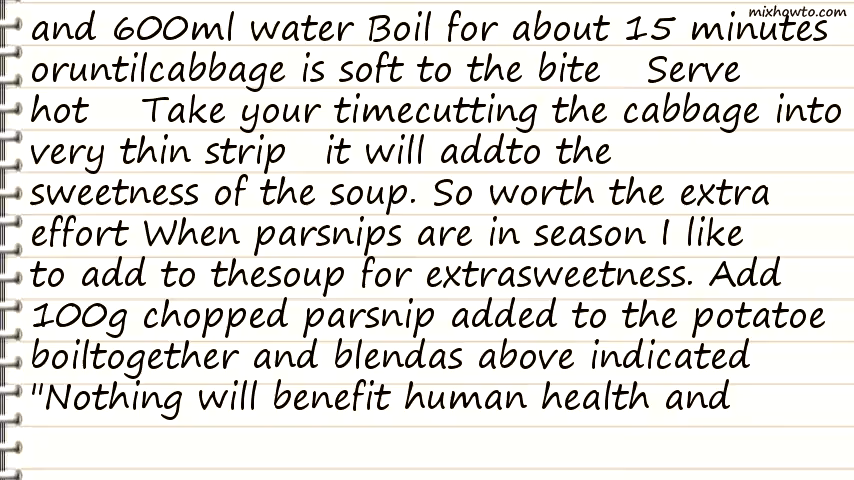 mixhowto.com
and 600ml water Boil for about 15 minutes
oruntilcabbage is soft to the bite Serve
hot Take your timecutting the cabbage into
very thin strip it will addto the
sweetness of the soup. So worth the extra
effort When parsnips are in season I like
to add to thesoup for extrasweetness. Add
100g chopped parsnip added to the potatoe
boiltogether and blendas above indicated
"Nothing will benefit human health and